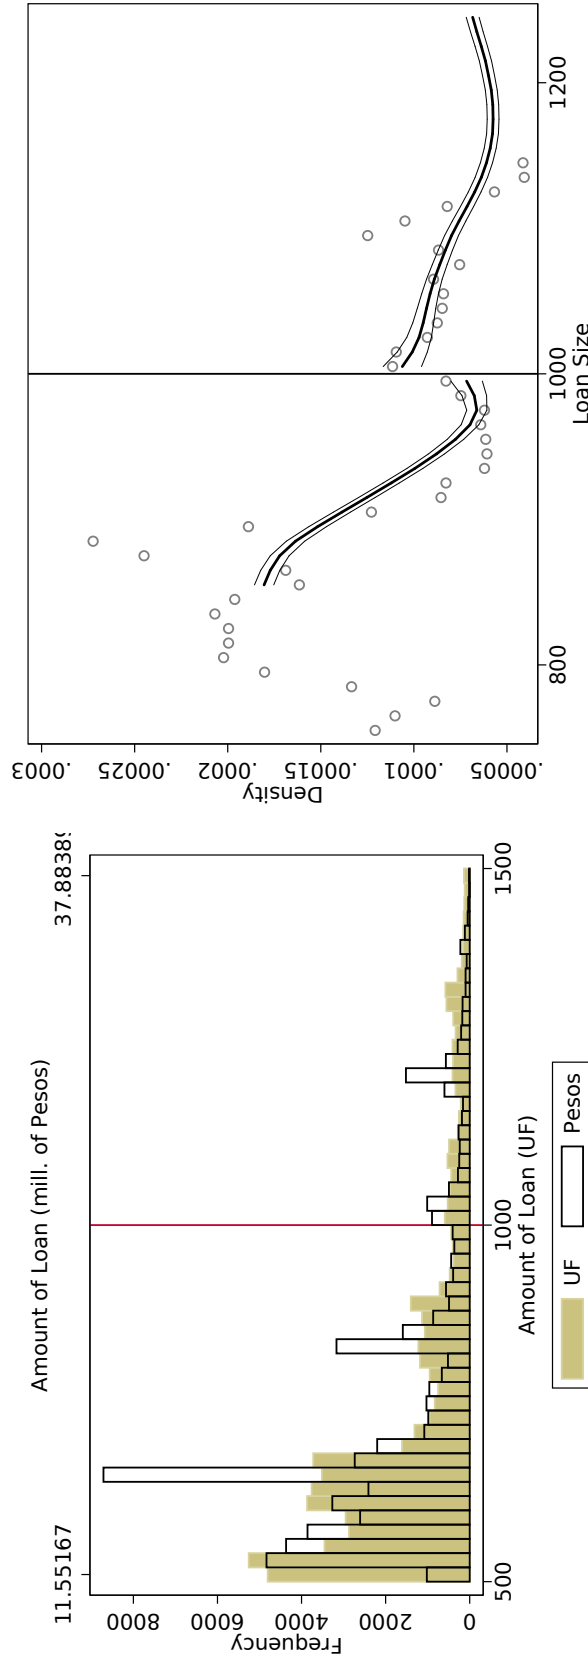 Amount of Loan (mill. of Pesos)
11.55167
Frequency
8000
6000
4000
2000
0
500
1000
1500
Amount of Loan (UF)
UF
Pesos
Density
.0003
.00025
.0002
.00015
.0001
.00005
800
1000
1200
Loan Size